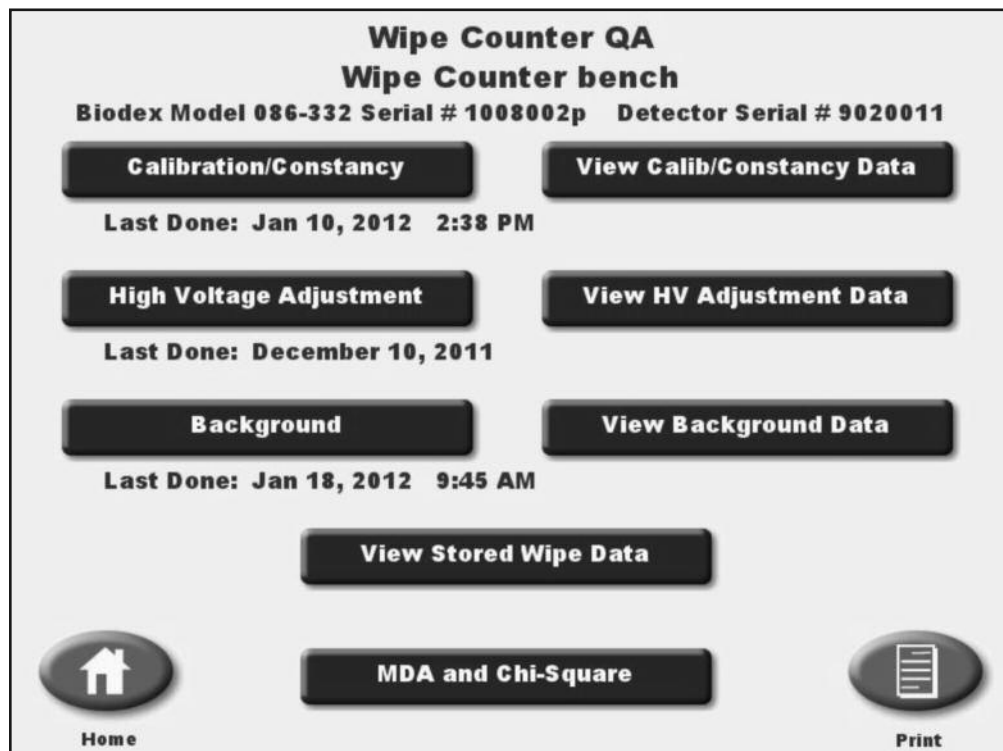 Wipe Counter QA
Wipe Counter bench
Biodex Model 086-332 Serial # 1008002p Detector Serial # 9020011
Calibration/Constancy View Calib/Constancy Data
Last Done: Jan 10, 2012 2:38 PM
High Voltage Adjustment View HV Adjustment Data
Last Done: December 10, 2011
Background View Background Data
Last Done: Jan 18, 2012 9:45 AM
View Stored Wipe Data
MDA and Chi-Square
Home Print